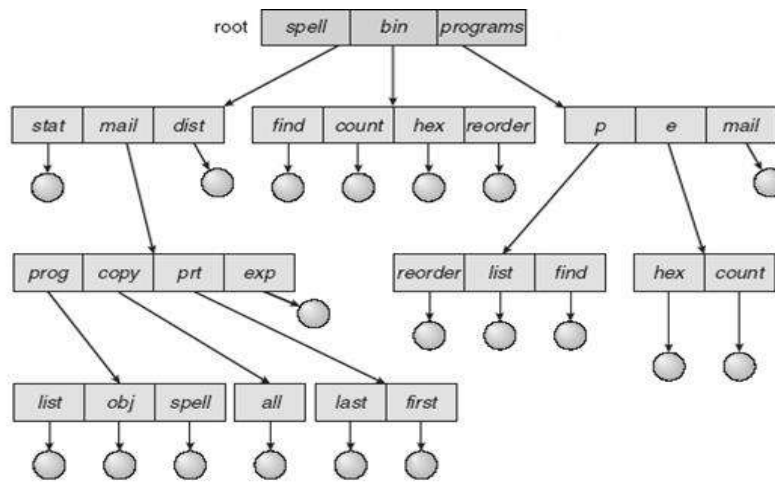 root spell bin programs
stat mail dist find count hex reorder p e mail
prog copy prt exp reorder list find hex count
list obj spell all last first